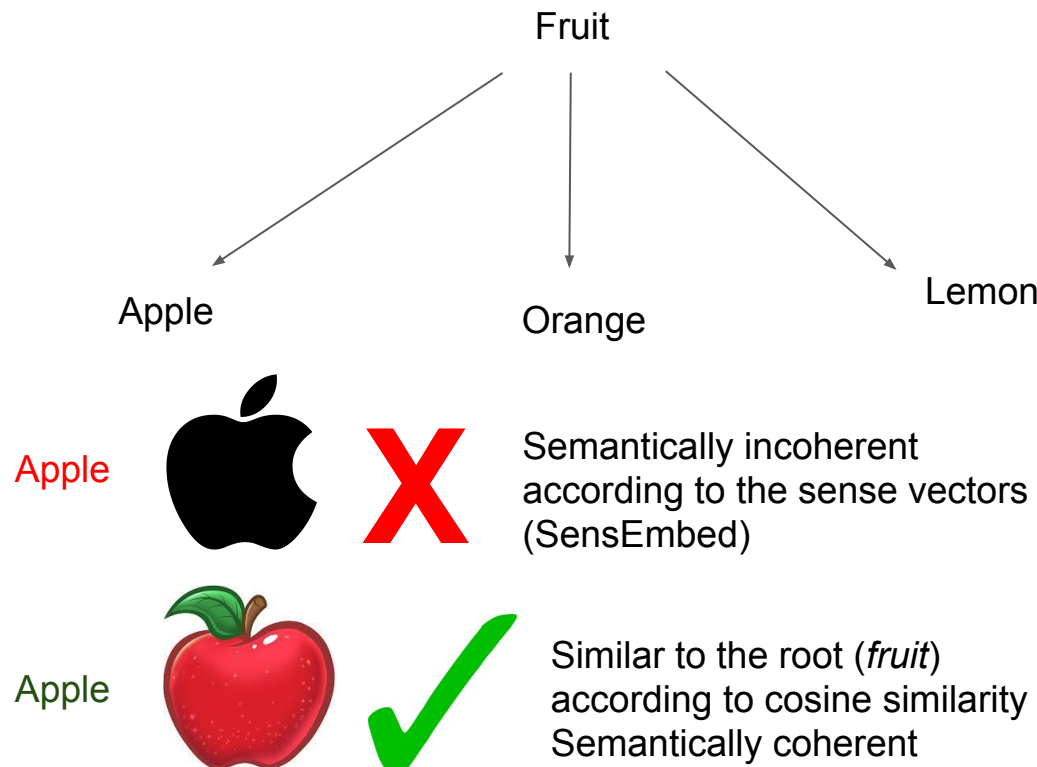 Fruit
Apple
Orange
Lemon
Apple
X
Semantically incoherent
according to the sense vectors
(SensEmbed)
Apple
Similar to the root (fruit)
according to cosine similarity
Semantically coherent